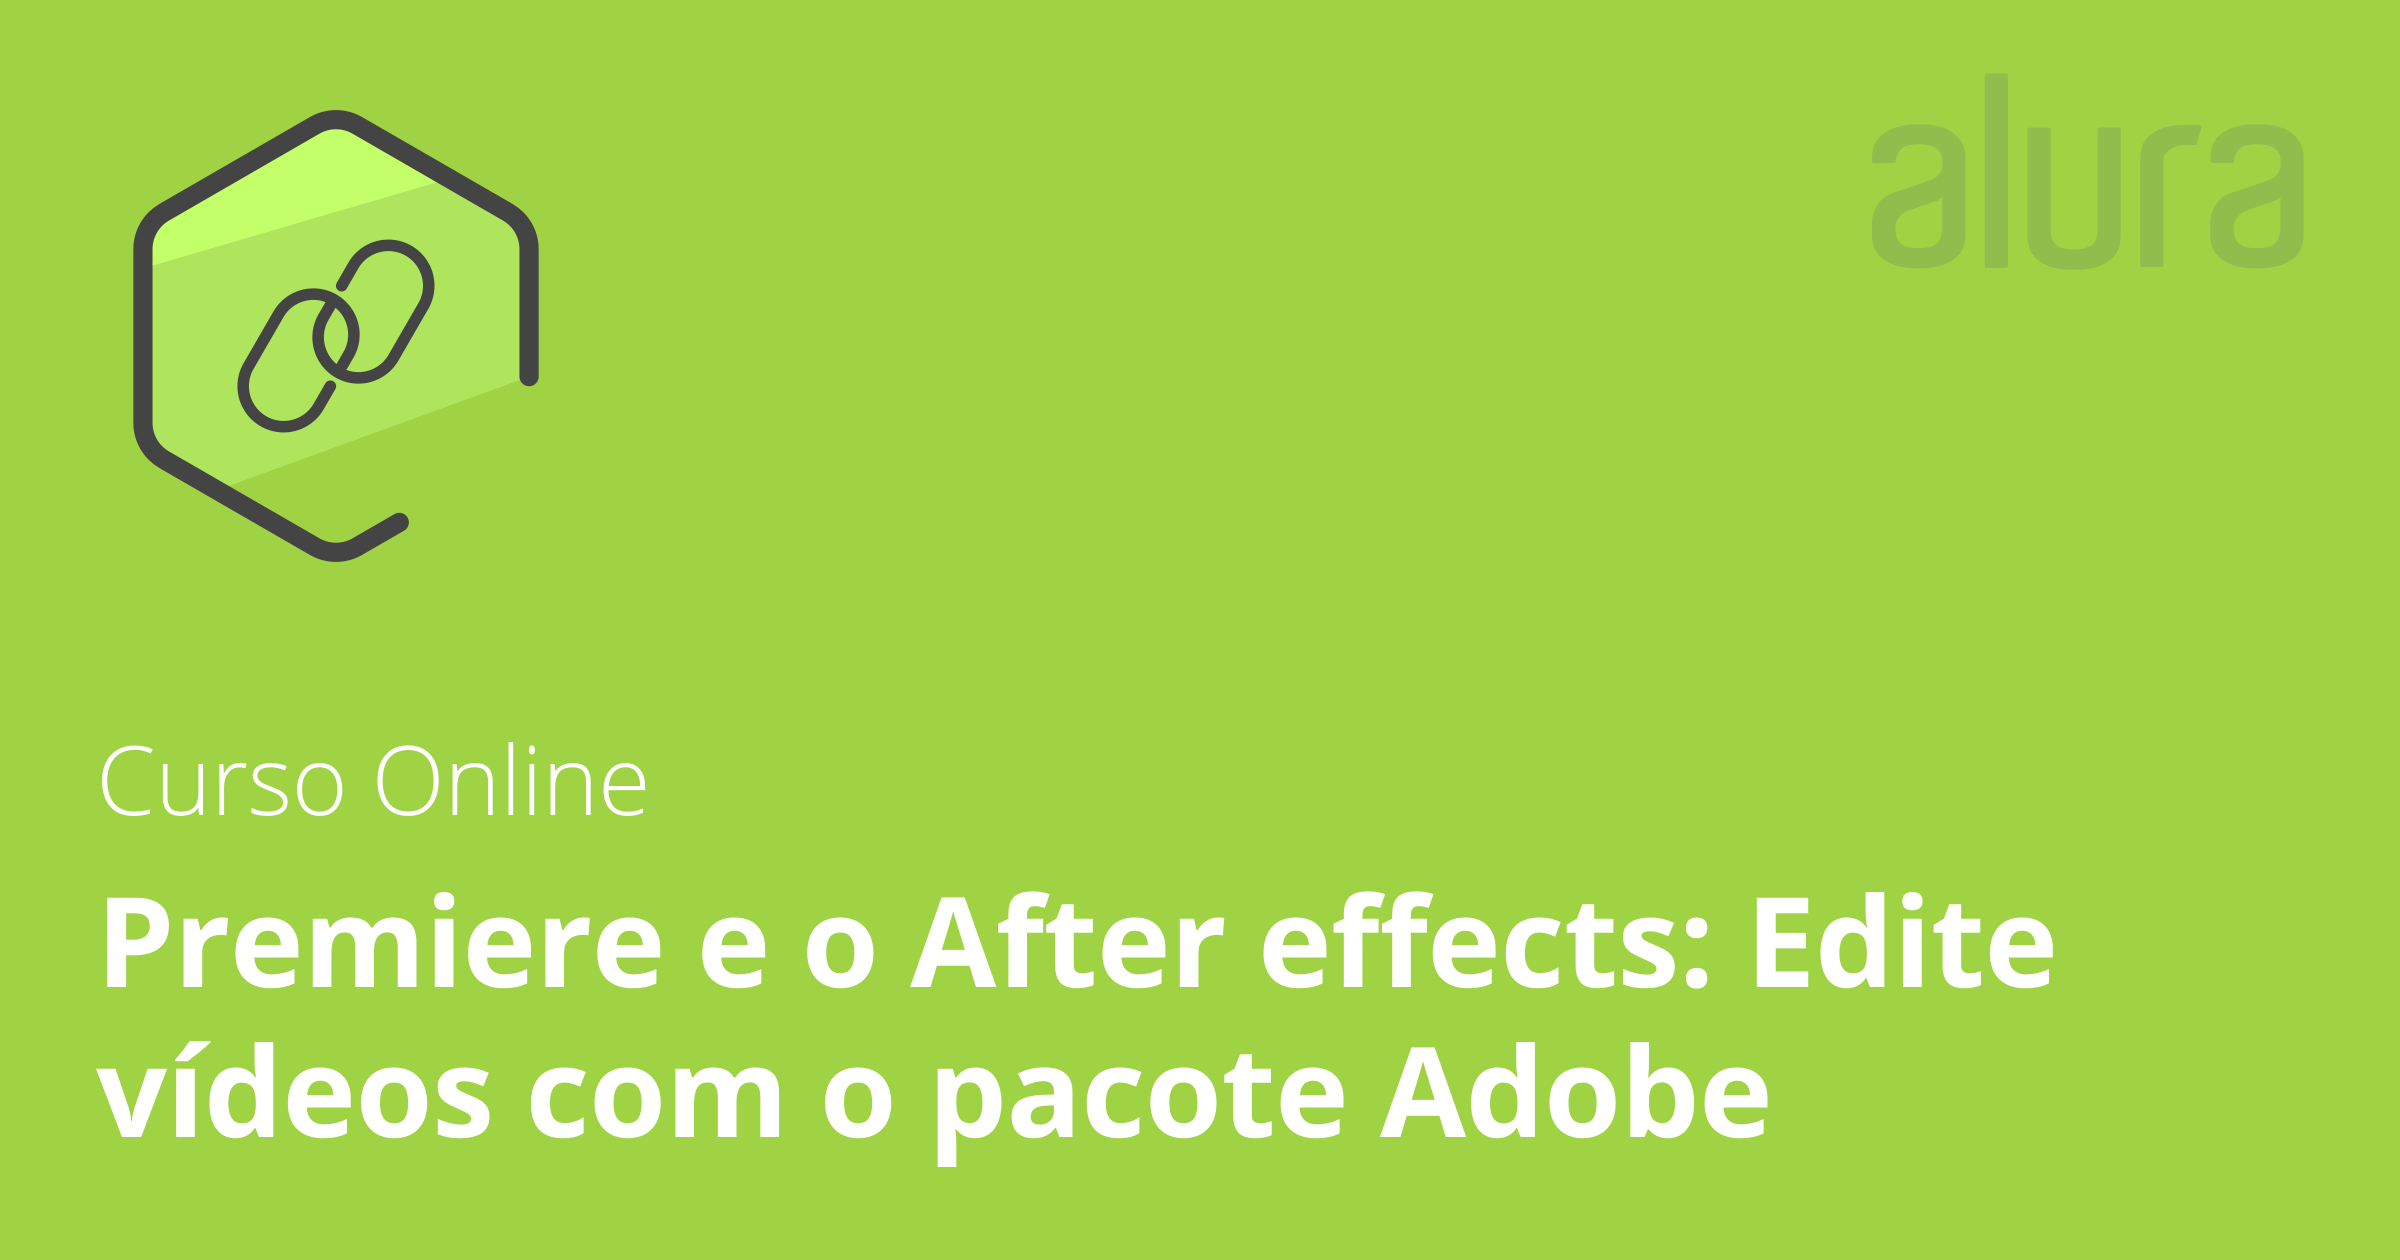 alura
Curso Online
Premiere e o After effects: Edite
vídeos com o pacote Adobe